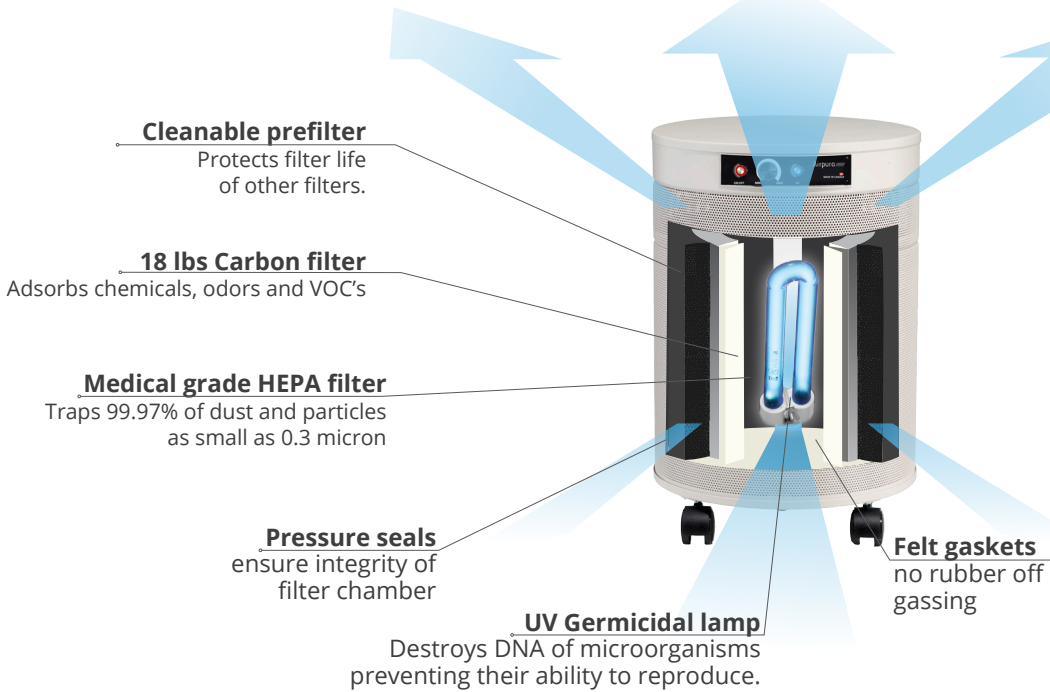 Cleanable prefilter
Protects filter life
of other filters.
18 lbs Carbon filter
Adsorbs chemicals, odors and VOC's
Medical grade HEPA filter
Traps 99.97% of dust and particles
as small as 0.3 micron
Pressure seals
ensure integrity of
filter chamber
Felt gaskets
no rubber off
gassing
UV Germicidal lamp
Destroys DNA of microorganisms
preventing their ability to reproduce.